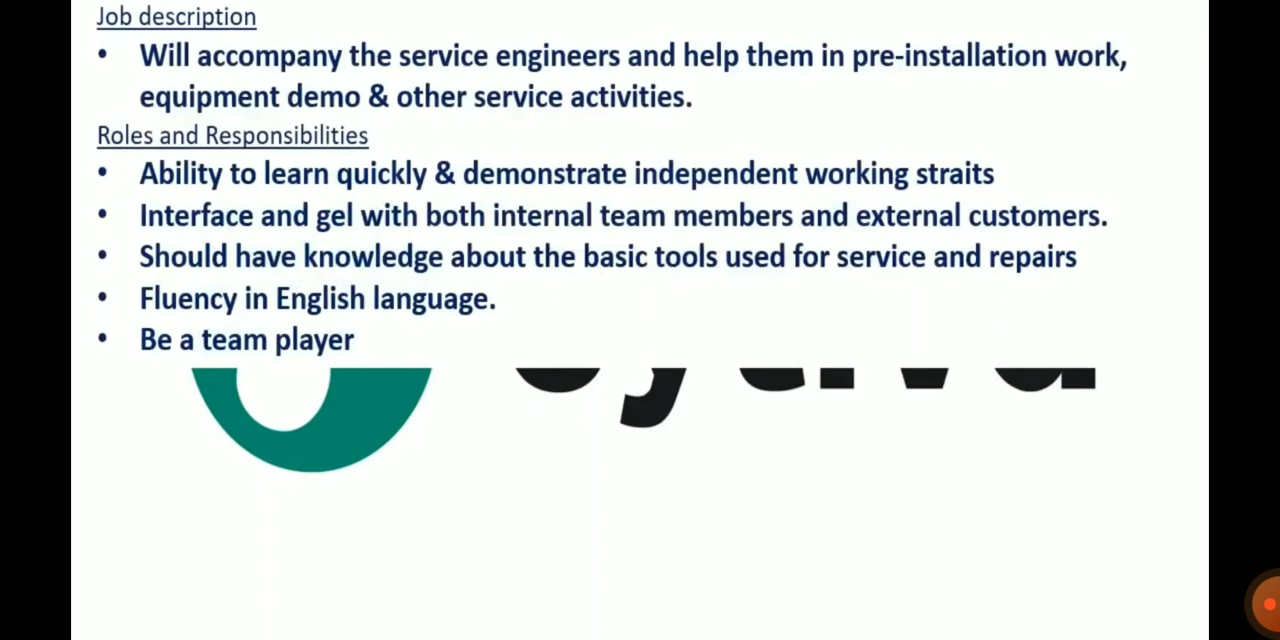 Job description
• Will accompany the service engineers and help them in pre-installation work,
equipment demo & other service activities.
Roles and Responsibilities
• Ability to learn quickly & demonstrate independent working straits
• Interface and gel with both internal team members and external customers.
• Should have knowledge about the basic tools used for service and repairs
• Fluency in English language.
• Be a team player